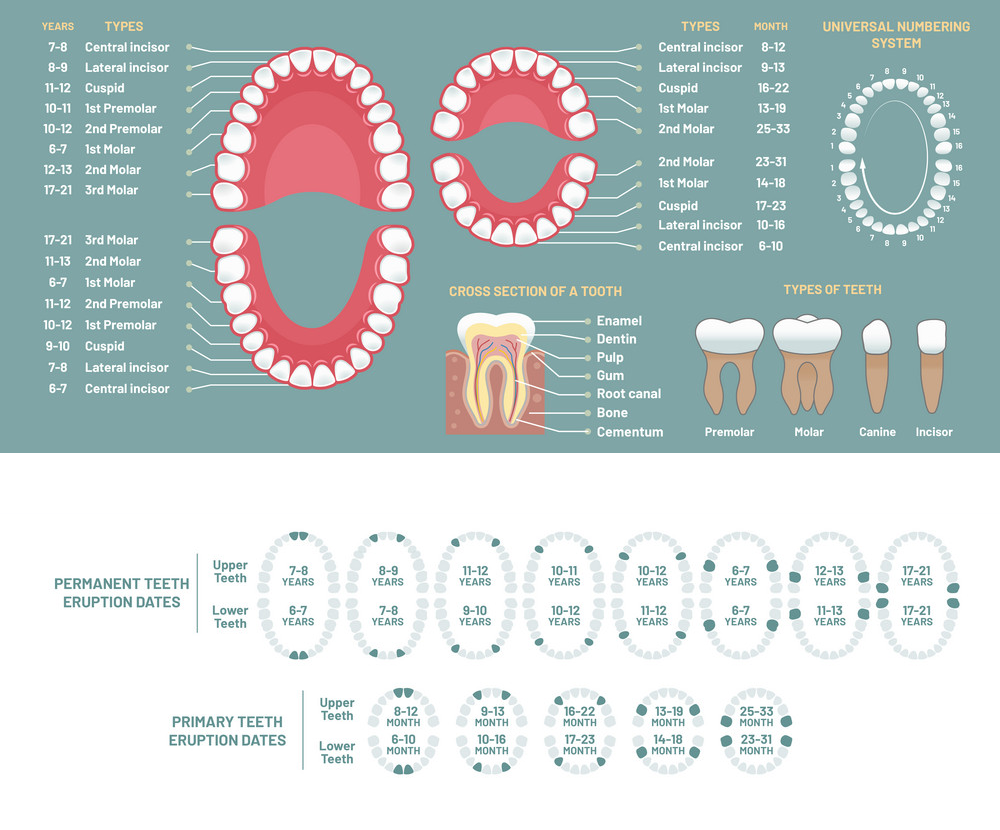 YEARS TYPES
7-8 Central incisor
8-9 Lateral incisor
11-12 Cuspid
10-11 1st Premolar
10-12 2nd Premolar
6-7 1st Molar
12-13 2nd Molar
17-21 3rd Molar
17-21 3rd Molar
11-13 2nd Molar
6-7 1st Molar
11-12 2nd Premolar
10-12 1st Premolar
9-10 Cuspid
7-8 Lateral incisor
6-7 Central incisor
TYPES MONTH
Central incisor 8-12
Lateral incisor 9-13
Cuspid 16-22
1st Molar 13-19
2nd Molar 25-33
2nd Molar 23-31
1st Molar 14-18
Cuspid 17-23
Lateral incisor 10-16
Central incisor 6-10
UNIVERSAL NUMBERING
SYSTEM
7 8 9 10
6 11
5 12
4 13
3 14
2 15
1 16
1 16
2 15
3 14
4 13
5 12
6 11
7 8 9 10
CROSS SECTION OF A TOOTH
Enamel
Dentin
Pulp
Gum
Root canal
Bone
Cementum
TYPES OF TEETH
Premolar Molar Canine Incisor
PERMANENT TEETH
ERUPTION DATES
Upper
Teeth
7-8 8-9 11-12 10-11 10-12 6-7 12-13 17-21
YEARS YEARS YEARS YEARS YEARS YEARS YEARS YEARS
Lower
Teeth
6-7 7-8 9-10 10-12 11-12 6-7 11-13 17-21
YEARS YEARS YEARS YEARS YEARS YEARS YEARS YEARS
PRIMARY TEETH
ERUPTION DATES
Upper
Teeth
8-12 9-13 16-22 13-19 25-33
MONTH MONTH MONTH MONTH MONTH
Lower
Teeth
6-10 10-16 17-23 14-18 23-31
MONTH MONTH MONTH MONTH MONTH